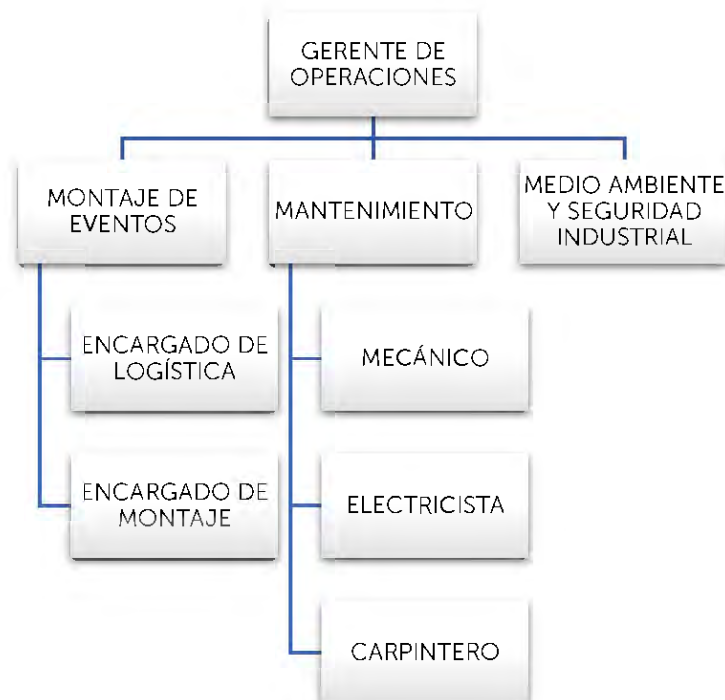 GERENTE DE
OPERACIONES
MONTAJE DE
EVENTOS
MANTENIMIENTO
MEDIO AMBIENTE
Y SEGURIDAD
INDUSTRIAL
ENCARGADO DE
LOGÍSTICA
MECÁNICO
ENCARGADO DE
MONTAJE
ELECTRICISTA
CARPINTERO